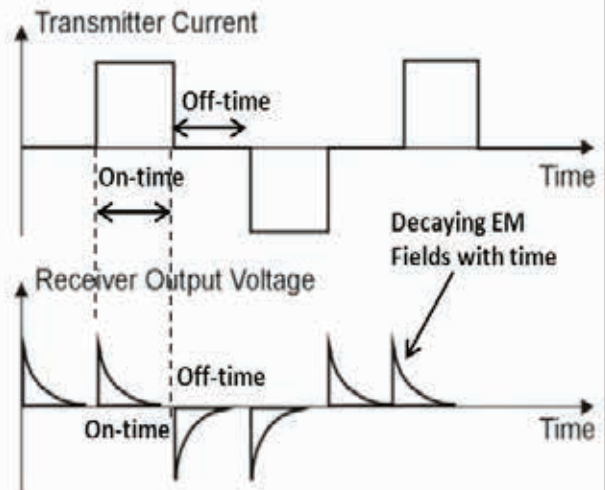 Transmitter Current
Off-time
Time
On-time
Decaying EM
Fields with time
Receiver Output Voltage
Off-time
On-time
Time